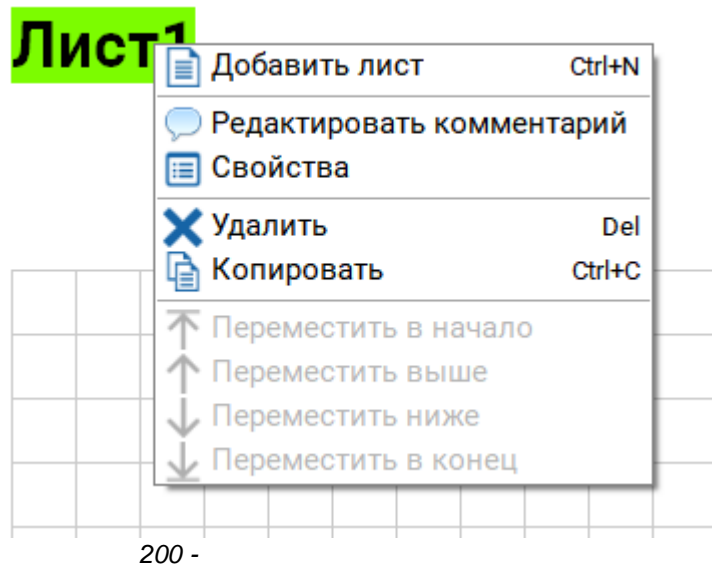 Лист1
Добавить лист Ctrl+N
Редактировать комментарий
Свойства
Удалить Del
Копировать Ctrl+C
Переместить в начало
Переместить выше
Переместить ниже
Переместить в конец
200 -